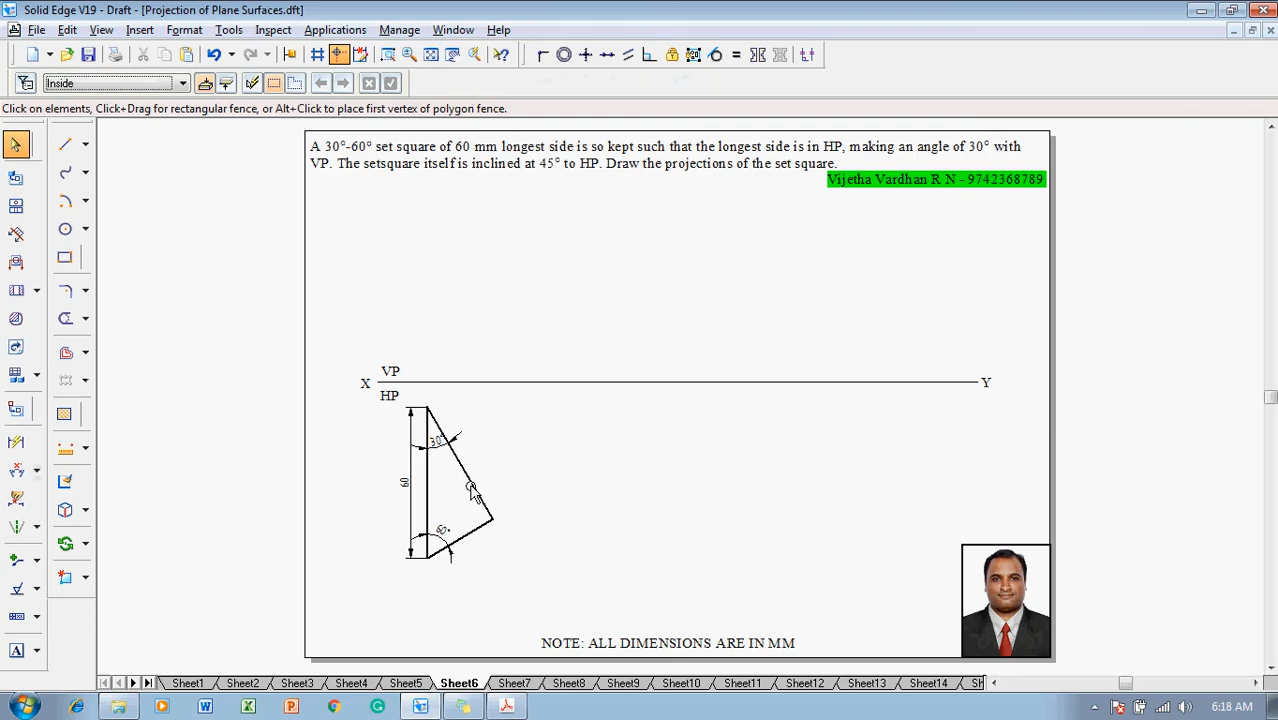 Solid Edge V19 - Draft - [Projection of Plane Surfaces.dft]
File Edit View Insert Format Tools Inspect Applications Manage Window Help
Inside
Click on elements, Click+Drag for rectangular fence, or Alt+Click to place first vertex of polygon fence.
A 30°-60° set square of 60 mm longest side is so kept such that the longest side is in HP, making an angle of 30° with
VP. The setsquare itself is inclined at 45° to HP. Draw the projections of the set square.
Vijetha Vardhan R N - 9742368789
VP
X
Y
HP
30°
60
60°
NOTE: ALL DIMENSIONS ARE IN MM
Sheet1 Sheet2 Sheet3 Sheet4 Sheet5 Sheet6 Sheet7 Sheet8 Sheet9 Sheet10 Sheet11 Sheet12 Sheet13 Sheet14 Sl
6:18 AM